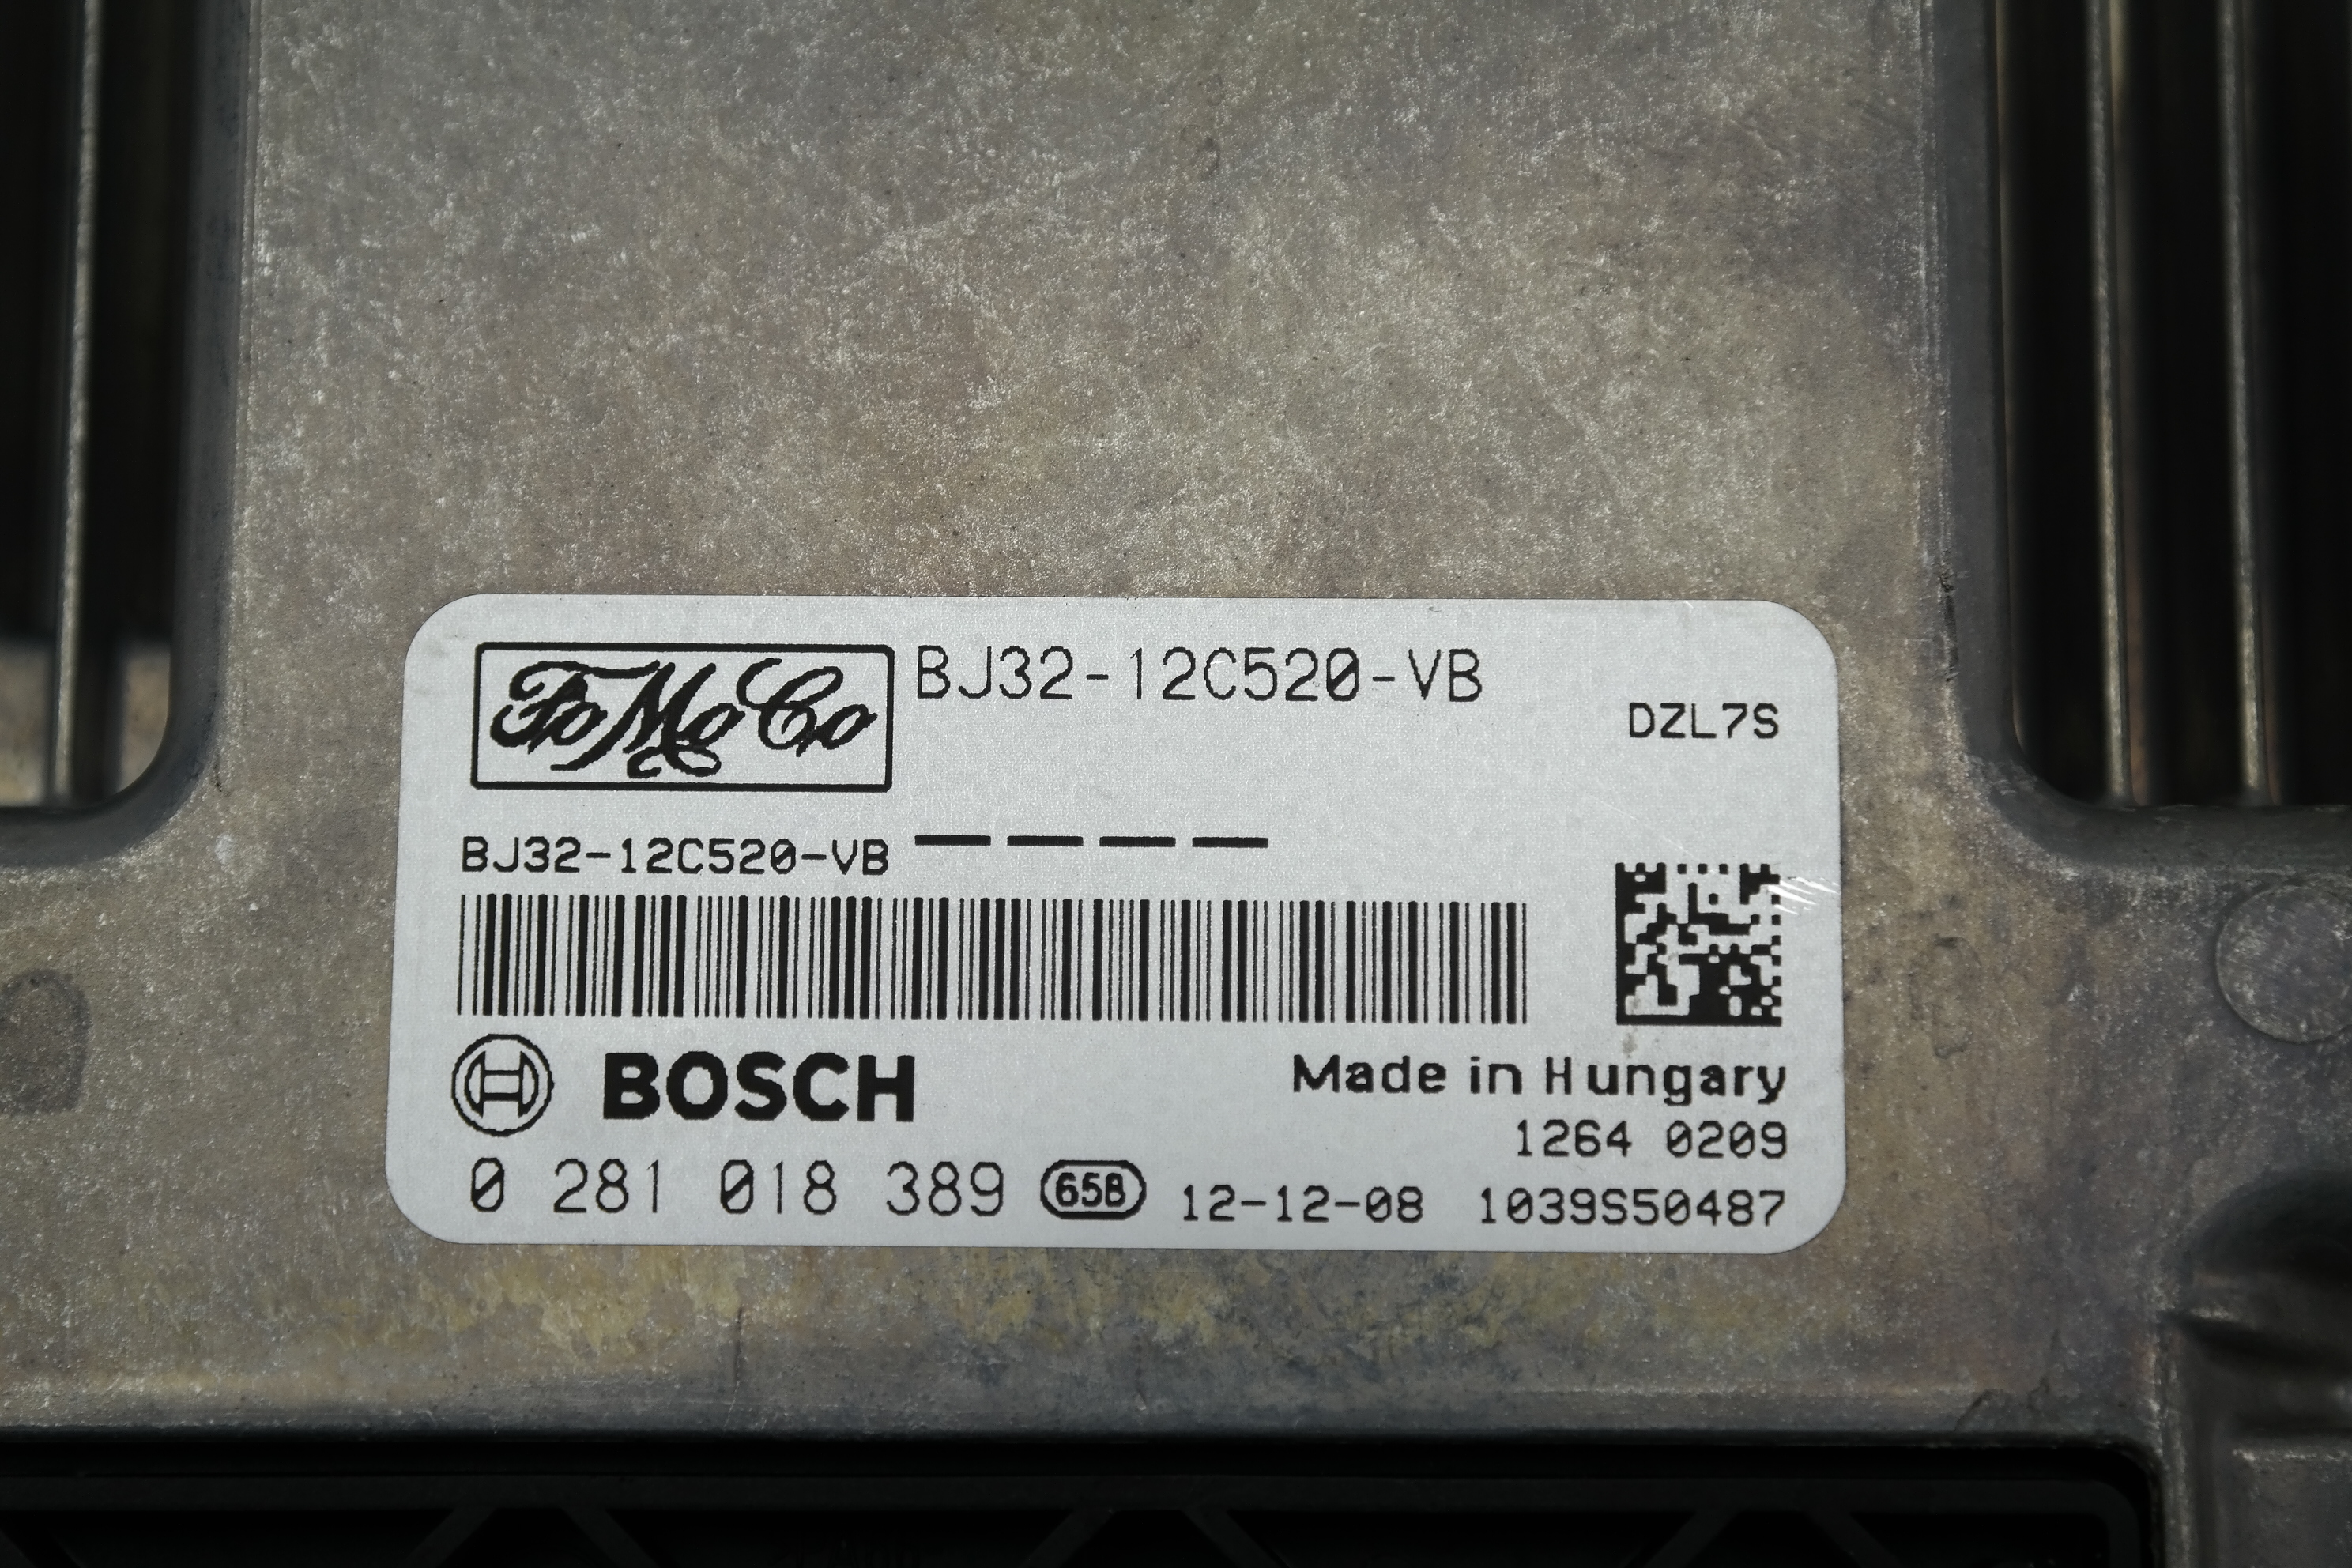 FoMoCo BJ32-12C520-VB
DZL7S
BJ32-12C520-VB — — — —
BOSCH
Made in Hungary
1264 0209
0 281 018 389 65B 12-12-08 1039S50487